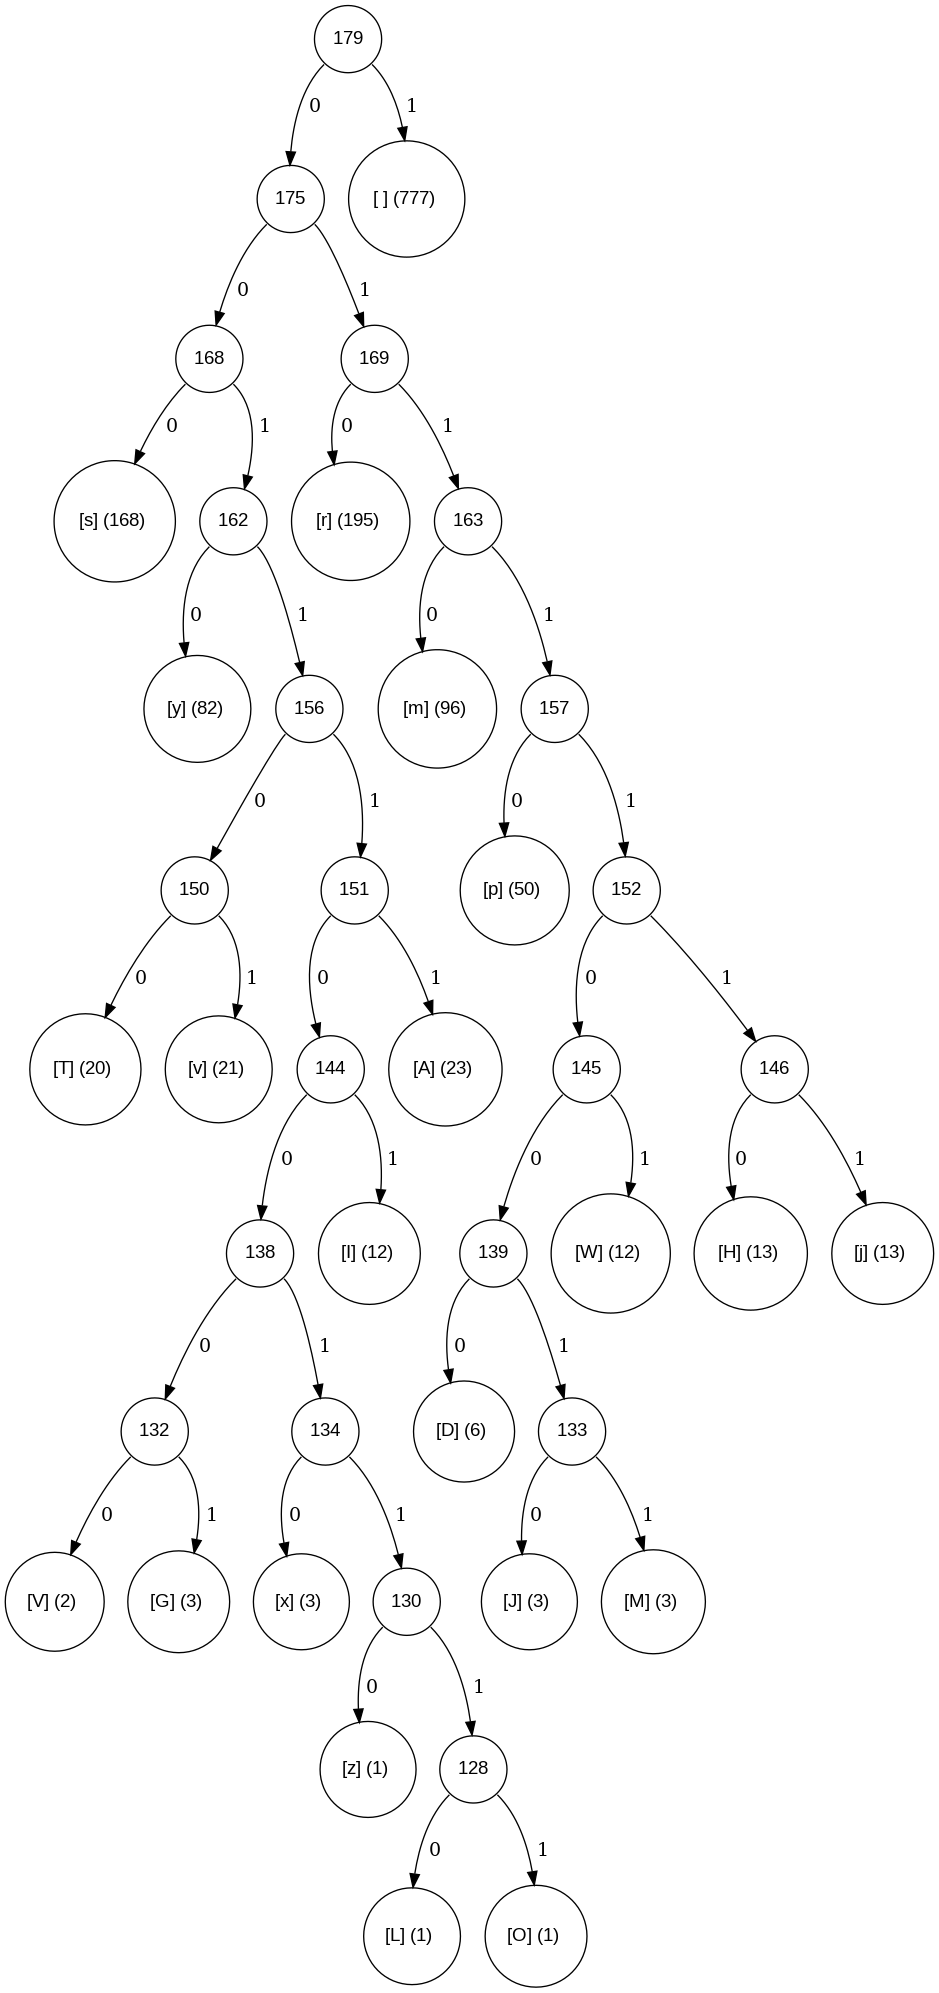 179
0 1
175 [ ] (777)
0 1
168 169
0 1 0 1
[s] (168) 162 [r] (195) 163
0 1 0 1
[y] (82) 156 [m] (96) 157
0 1 0 1
150 151 [p] (50) 152
0 1 0 1 0 1
[T] (20) [v] (21) 144 [A] (23) 145 146
0 1 0 1 0 1
138 [I] (12) 139 [W] (12) [H] (13) [j] (13)
0 1 0 1
132 134 [D] (6) 133
0 1 0 1 0 1
[V] (2) [G] (3) [x] (3) 130 [J] (3) [M] (3)
0 1
[z] (1) 128
0 1
[L] (1) [O] (1)